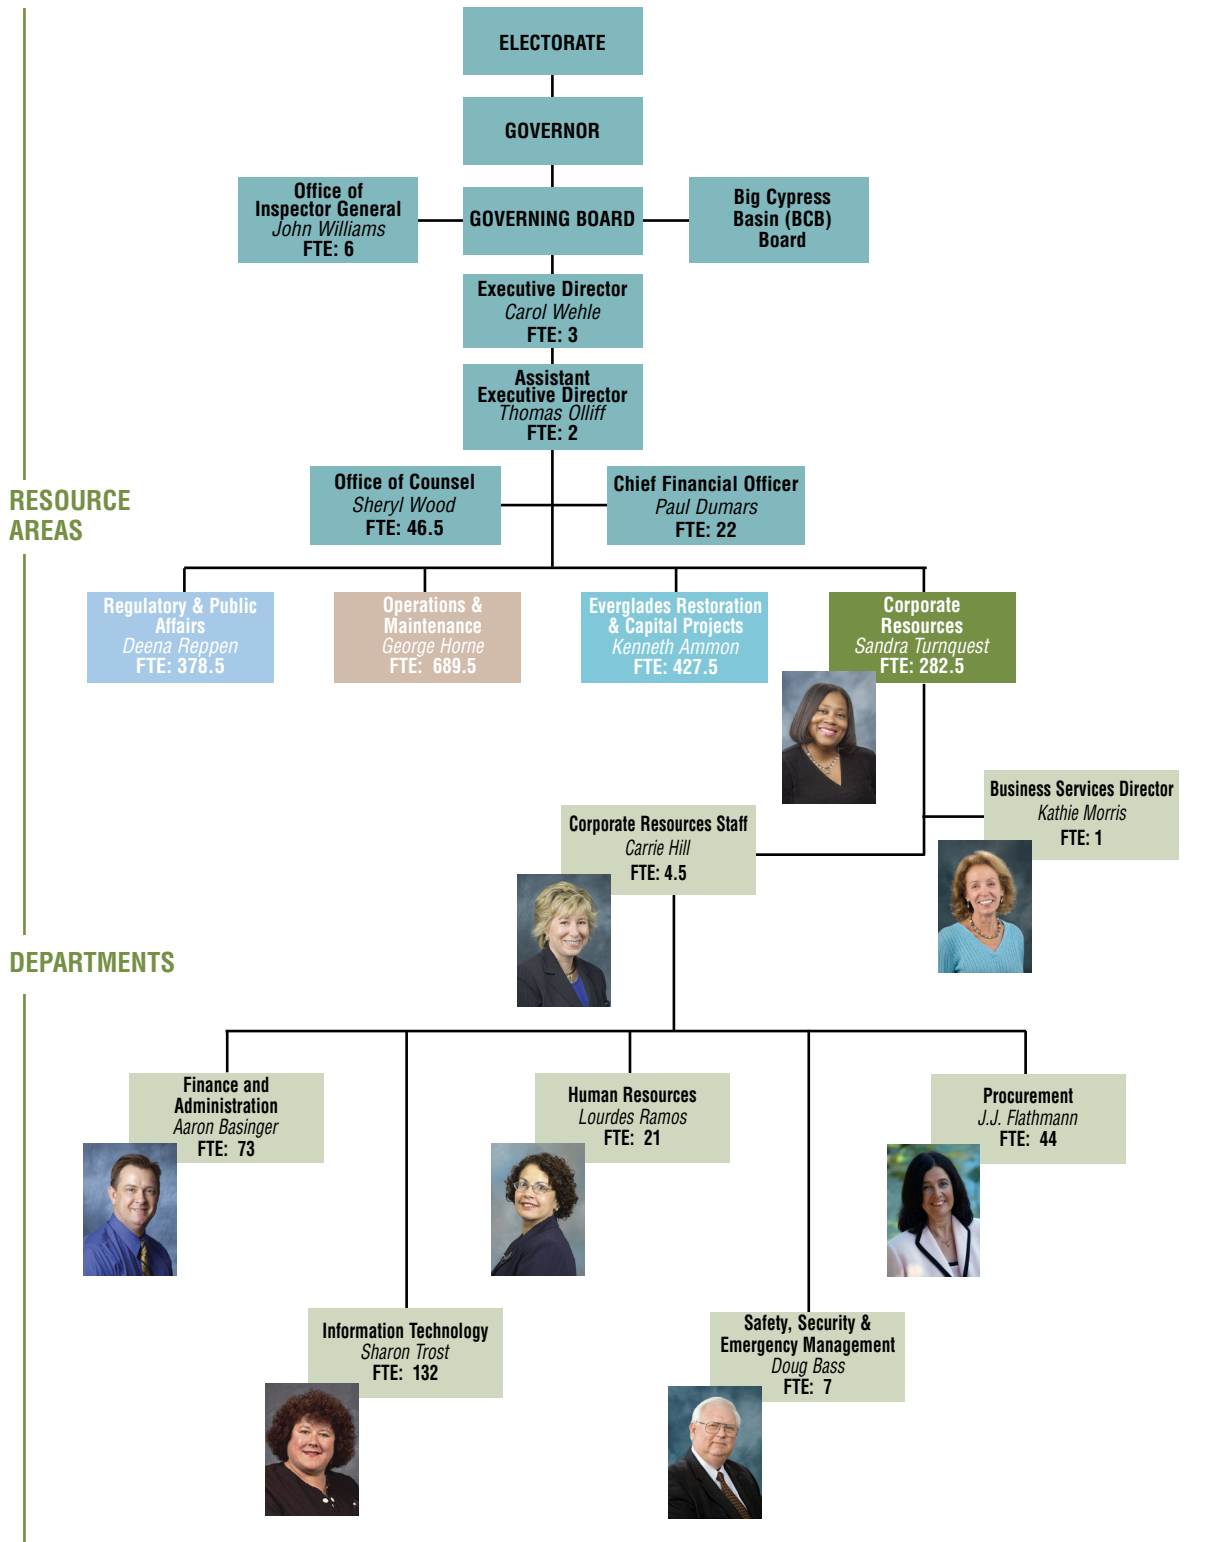 ELECTORATE
GOVERNOR
Office of
Inspector General
John Williams
FTE: 6
GOVERNING BOARD
Big Cypress
Basin (BCB)
Board
Executive Director
Carol Wehle
FTE: 3
Assistant
Executive Director
Thomas Olliff
FTE: 2
RESOURCE
AREAS
Office of Counsel
Sheryl Wood
FTE: 46.5
Chief Financial Officer
Paul Dumars
FTE: 22
Regulatory & Public
Affairs
Deena Reppen
FTE: 378.5
Operations &
Maintenance
George Horne
FTE: 689.5
Everglades Restoration
& Capital Projects
Kenneth Ammon
FTE: 427.5
Corporate
Resources
Sandra Turnquest
FTE: 282.5
Business Services Director
Kathie Morris
FTE: 1
Corporate Resources Staff
Carrie Hill
FTE: 4.5
DEPARTMENTS
Finance and
Administration
Aaron Basinger
FTE: 73
Human Resources
Lourdes Ramos
FTE: 21
Procurement
J.J. Flathmann
FTE: 44
Information Technology
Sharon Trost
FTE: 132
Safety, Security &
Emergency Management
Doug Bass
FTE: 7